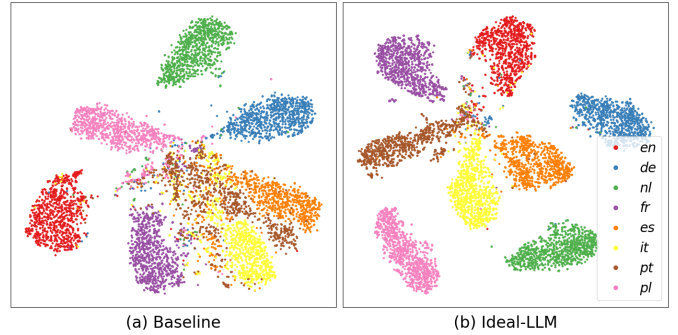 en
de
nl
fr
es
it
pt
pl
(a) Baseline
(b) Ideal-LLM